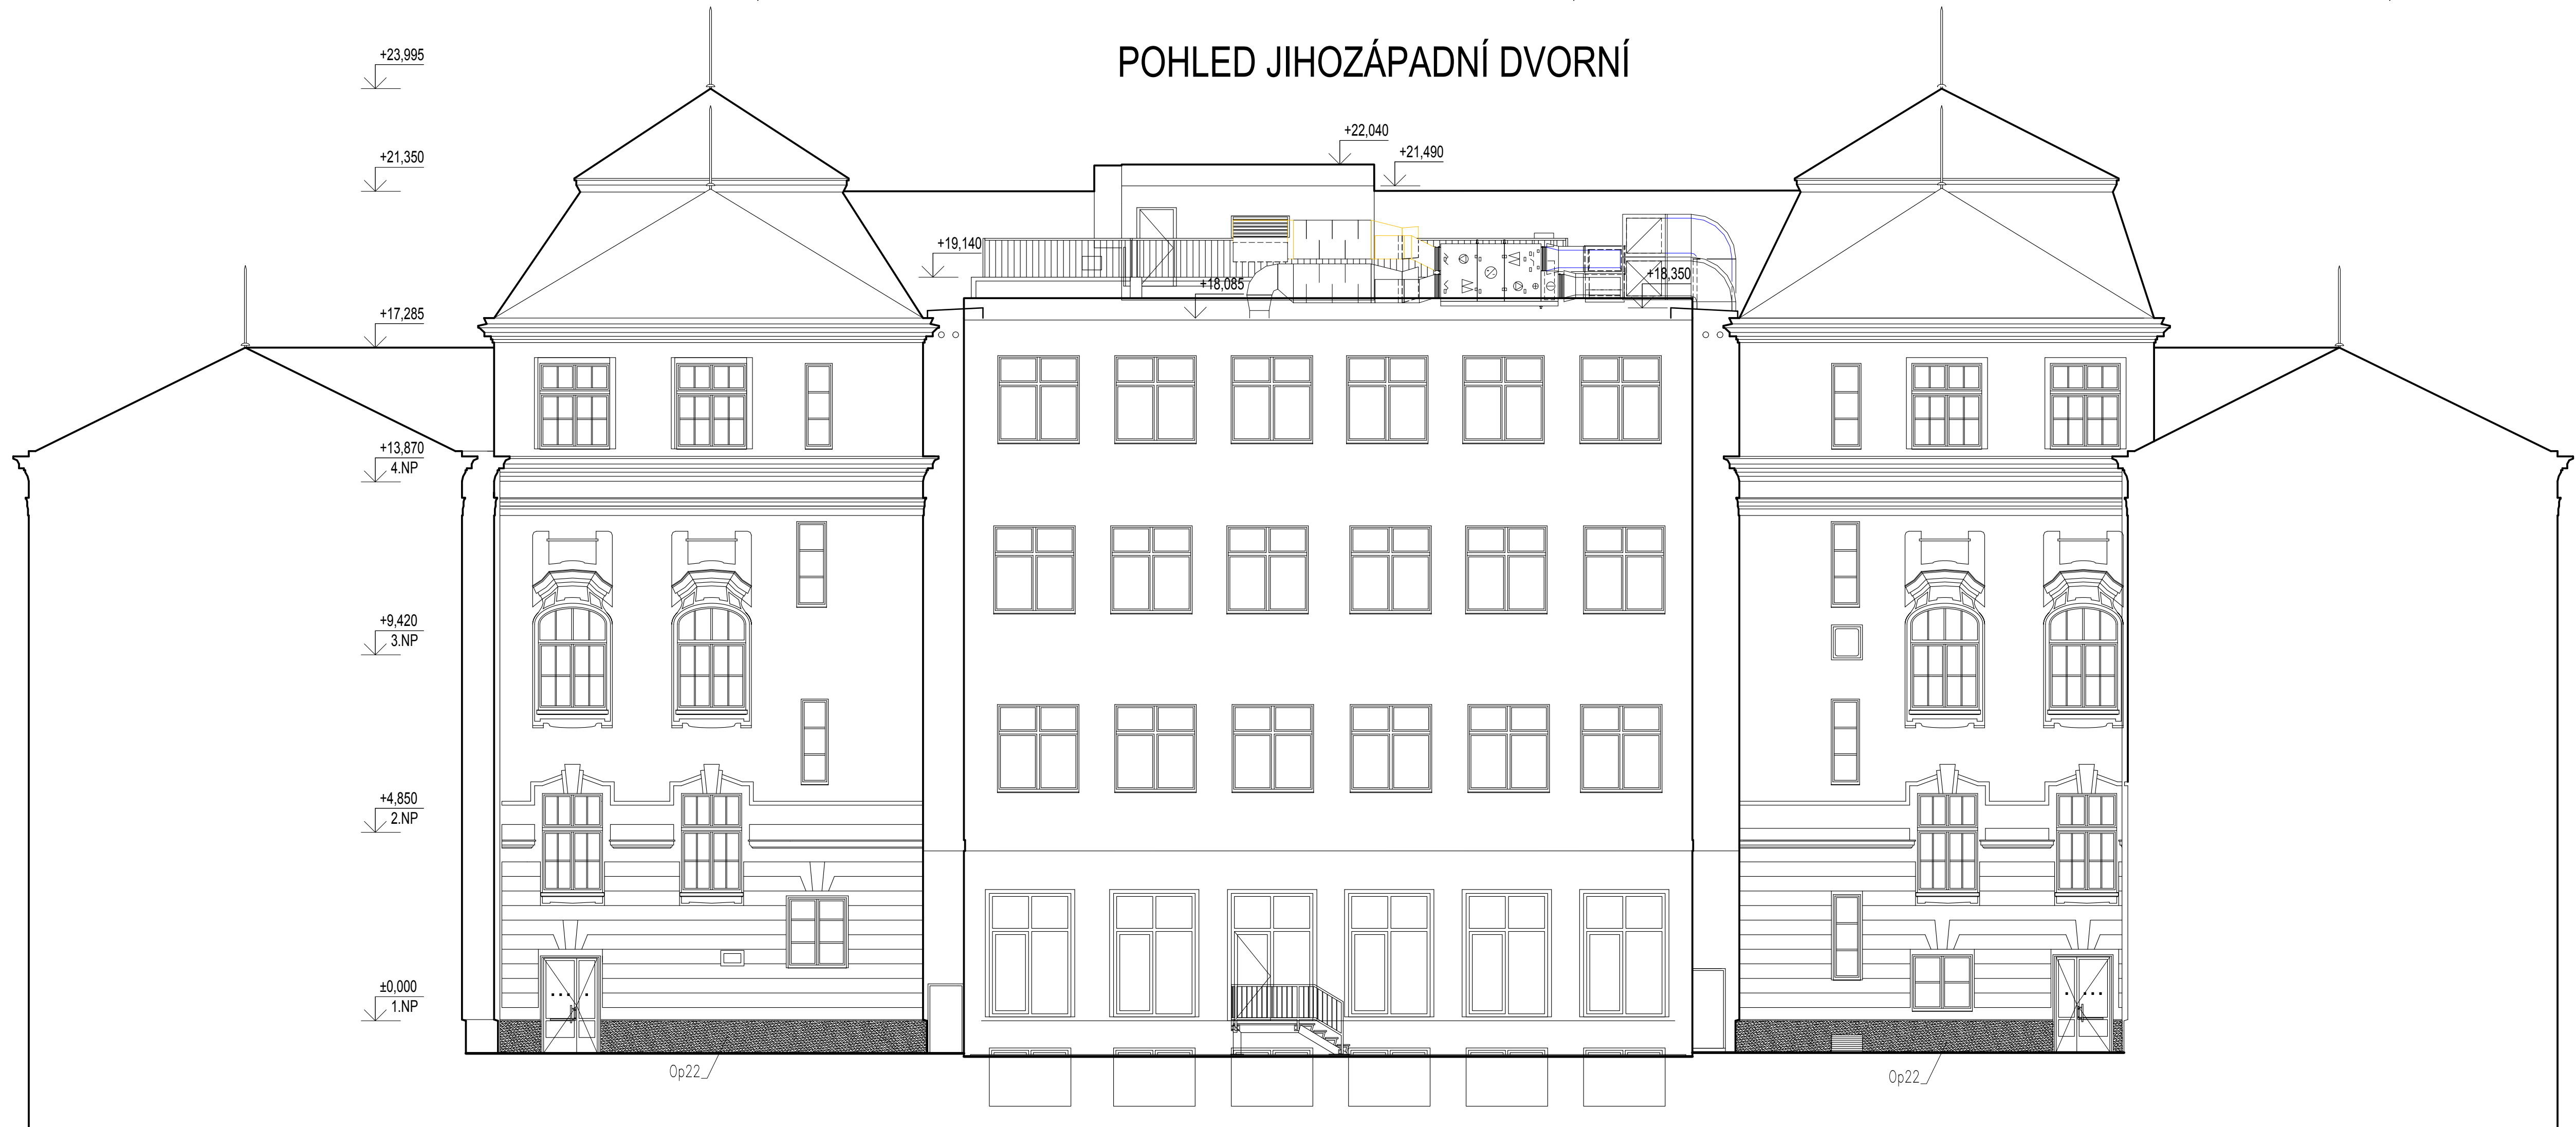 POHLED JIHOZÁPADNÍ DVORNÍ
+23,995
+22,040
+21,490
+21,350
+19,140
+18,350
+18,085
+17,285
+13,870
4.NP
+9,420
3.NP
+4,850
2.NP
±0,000
1.NP
Op22
Op22